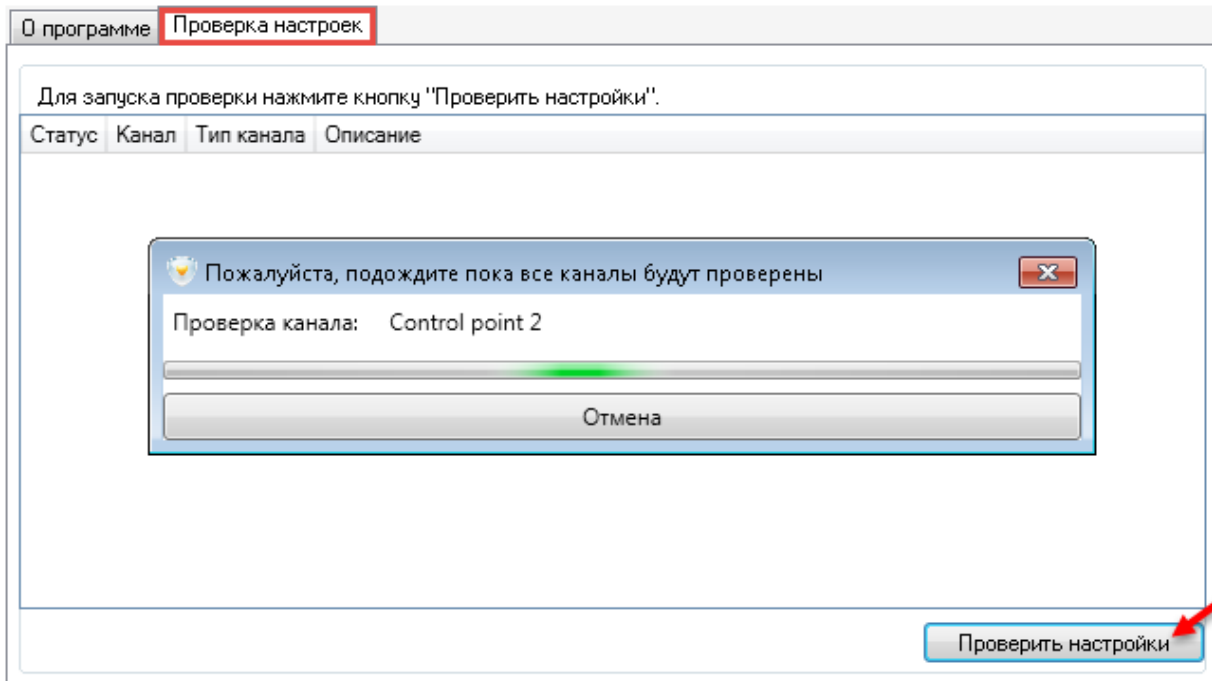 О программе Проверка настроек
Для запуска проверки нажмите кнопку "Проверить настройки".
Статус Канал Тип канала Описание
Пожалуйста, подождите пока все каналы будут проверены
Проверка канала: Control point 2
Отмена
Проверить настройки